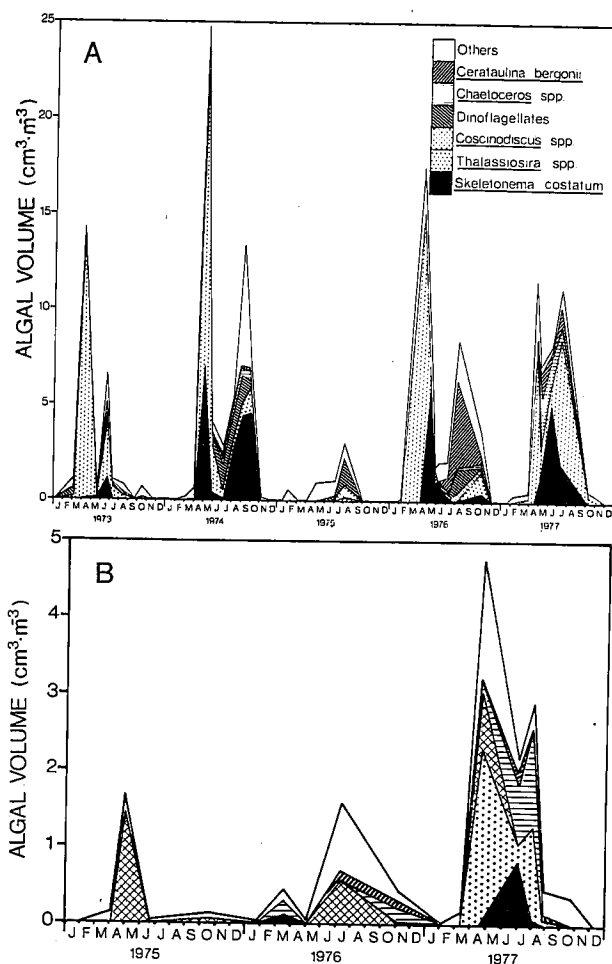 25
20
15
10
5
0
ALGAL VOLUME (cm³·m̄³)
A
Others
Cerataulina bergonii
Chaetoceros spp.
Dinoflagellates
Coscinodiscus spp.
Thalassiosira spp.
Skeletonema costatum
J F M A M J J A S O N D J F M A M J J A S O N D J F M A M J J A S O N D J F M A M J J A S O N D J F M A M J J A S O N D
1973 1974 1975 1976 1977
5
4
3
2
1
0
ALGAL VOLUME (cm³·m̄³)
B
J F M A M J J A S O N D J F M A M J J A S O N D J F M A M J J A S O N D
1975 1976 1977